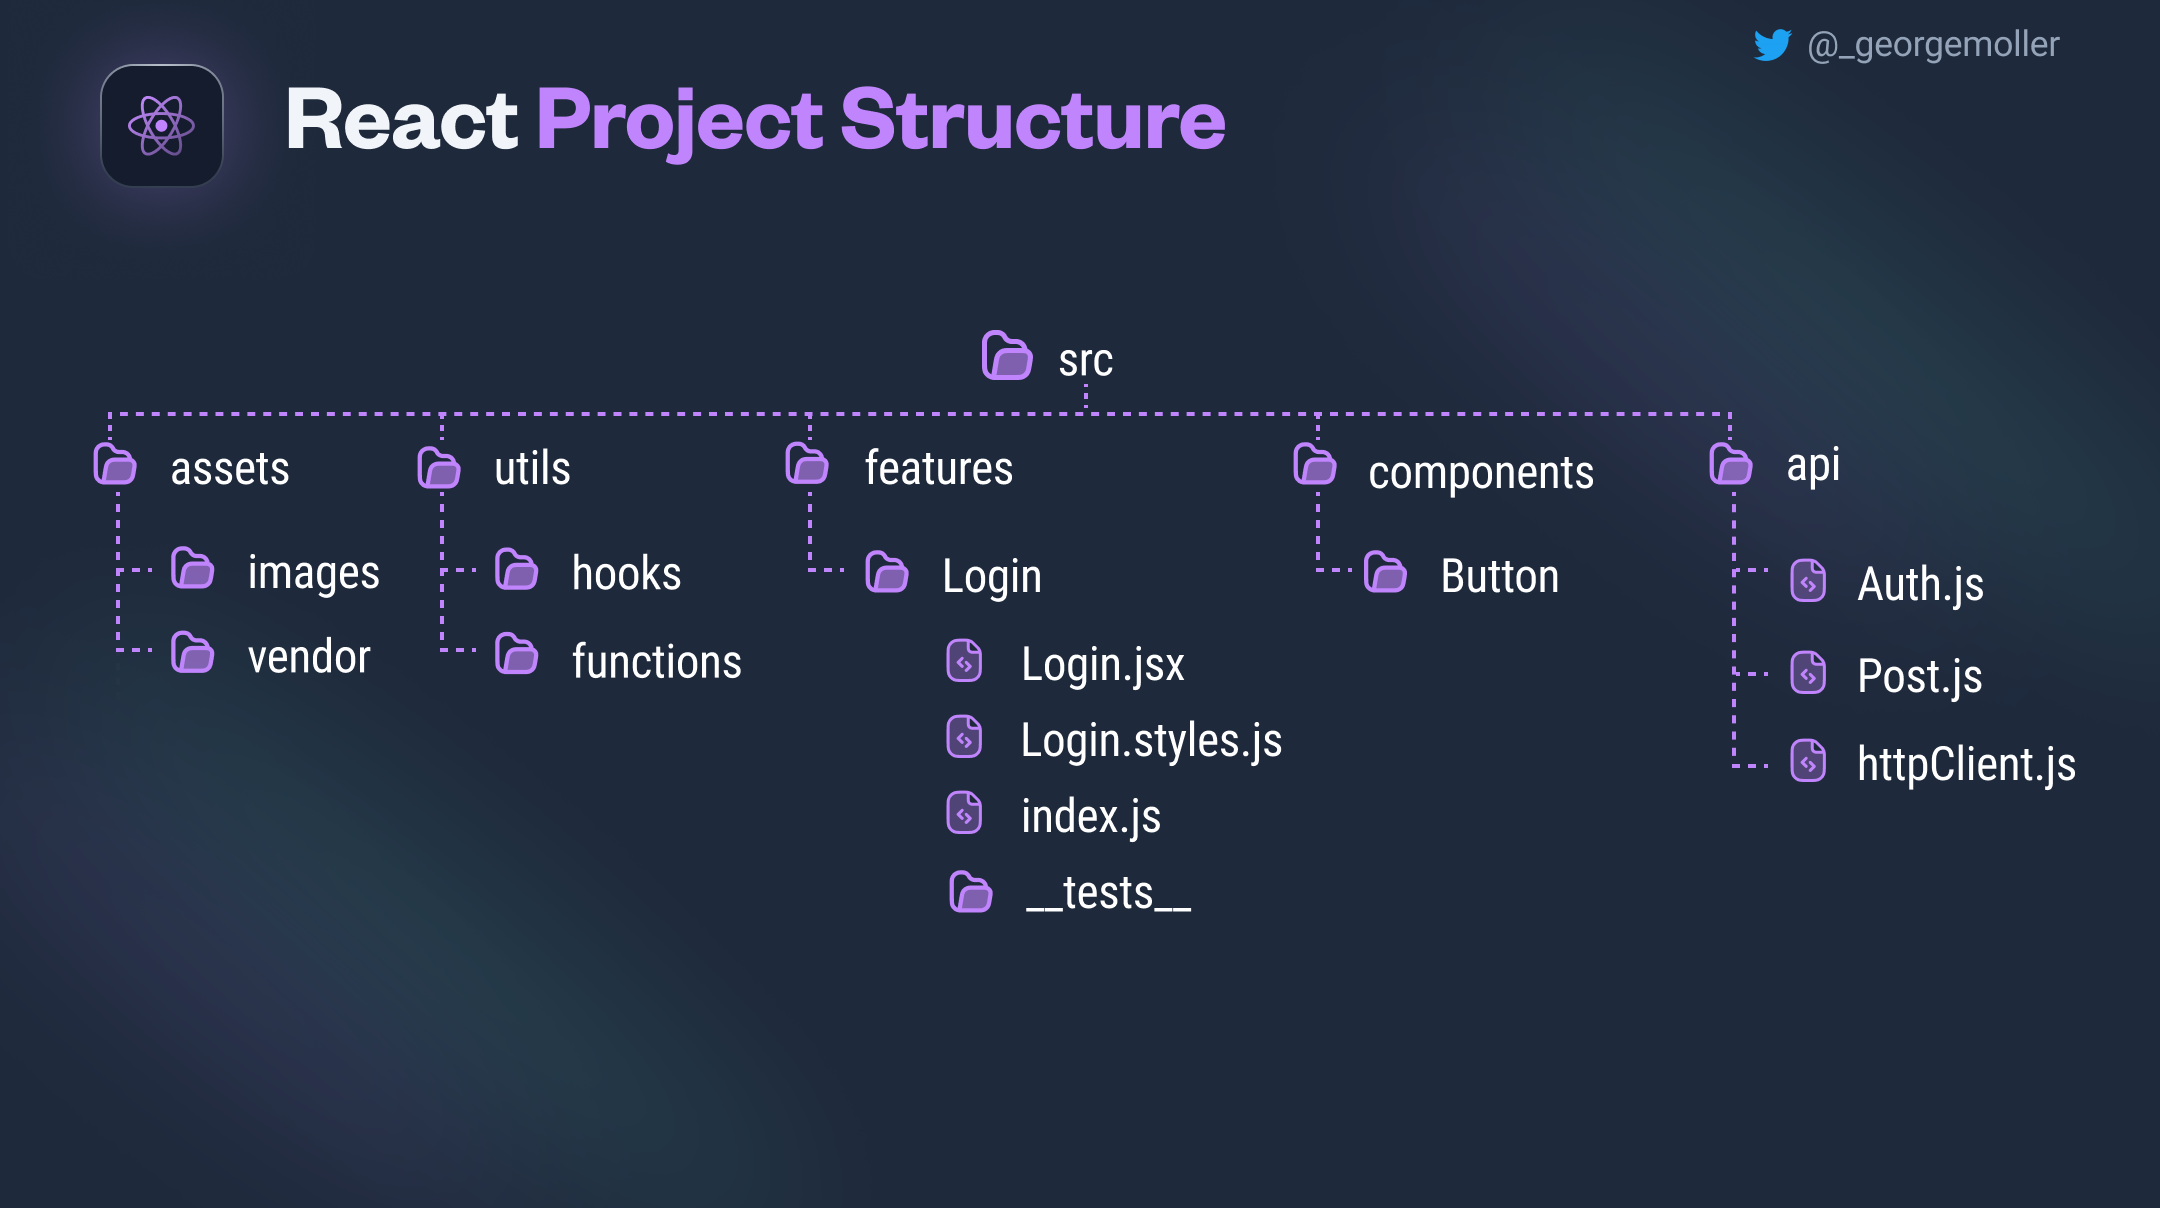 @_georgemoller
React Project Structure
src
assets
utils
features
components
api
images
hooks
Login
Button
Auth.js
vendor
functions
Login.jsx
Post.js
Login.styles.js
httpClient.js
index.js
__tests__